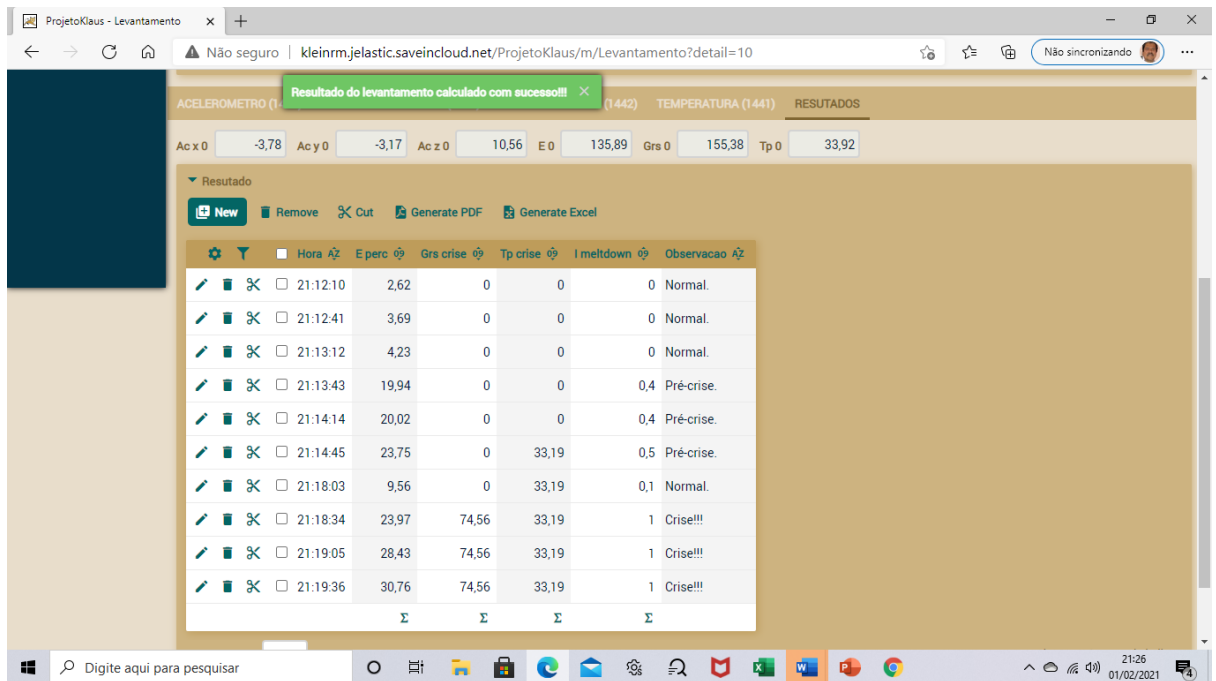 ProjetoKlaus - Levantamento
Não seguro | kleinrm.jelastic.saveincloud.net/ProjetoKlaus/m/Levantamento?detail=10
Não sincronizando
Resultado do levantamento calculado com sucesso!!!
ACELEROMETRO (1 (1442) TEMPERATURA (1441) RESUTADOS
Ac x 0 -3,78 Ac y 0 -3,17 Ac z 0 10,56 E 0 135,89 Grs 0 155,38 Tp 0 33,92
Resutado
New Remove Cut Generate PDF Generate Excel
Hora Eperc Grs crise Tp crise I meltdown Observacao
21:12:10 2,62 0 0 0 Normal.
21:12:41 3,69 0 0 0 Normal.
21:13:12 4,23 0 0 0 Normal.
21:13:43 19,94 0 0 0,4 Pré-crise.
21:14:14 20,02 0 0 0,4 Pré-crise.
21:14:45 23,75 0 33,19 0,5 Pré-crise.
21:18:03 9,56 0 33,19 0,1 Normal.
21:18:34 23,97 74,56 33,19 1 Crise!!!
21:19:05 28,43 74,56 33,19 1 Crise!!!
21:19:36 30,76 74,56 33,19 1 Crise!!!
Σ Σ Σ Σ
Digite aqui para pesquisar
21:26
01/02/2021
4